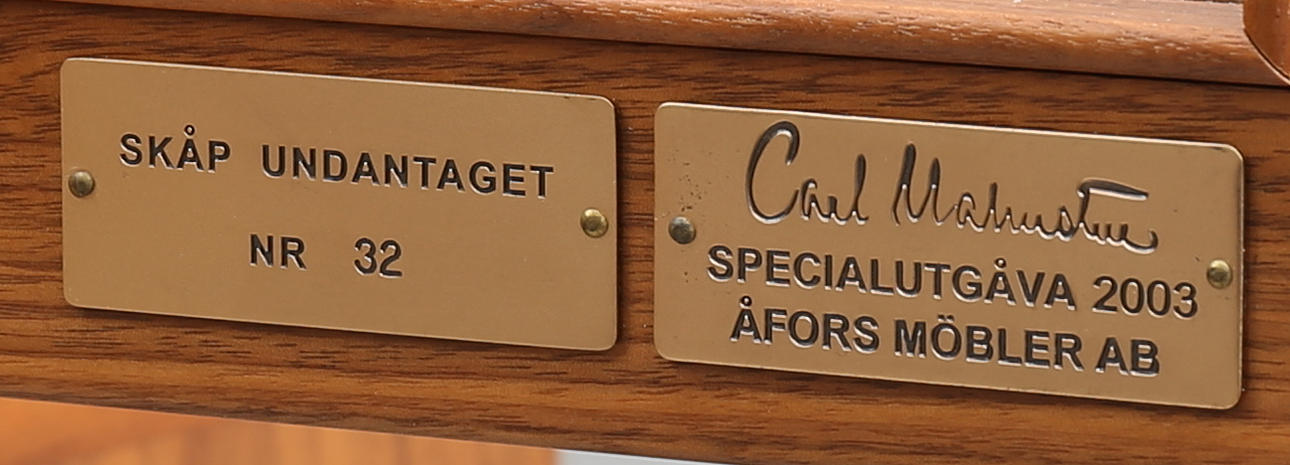 SKÅP UNDANTAGET
NR 32
Carl Malmsten
SPECIALUTGÅVA 2003
ÅFORS MÖBLER AB